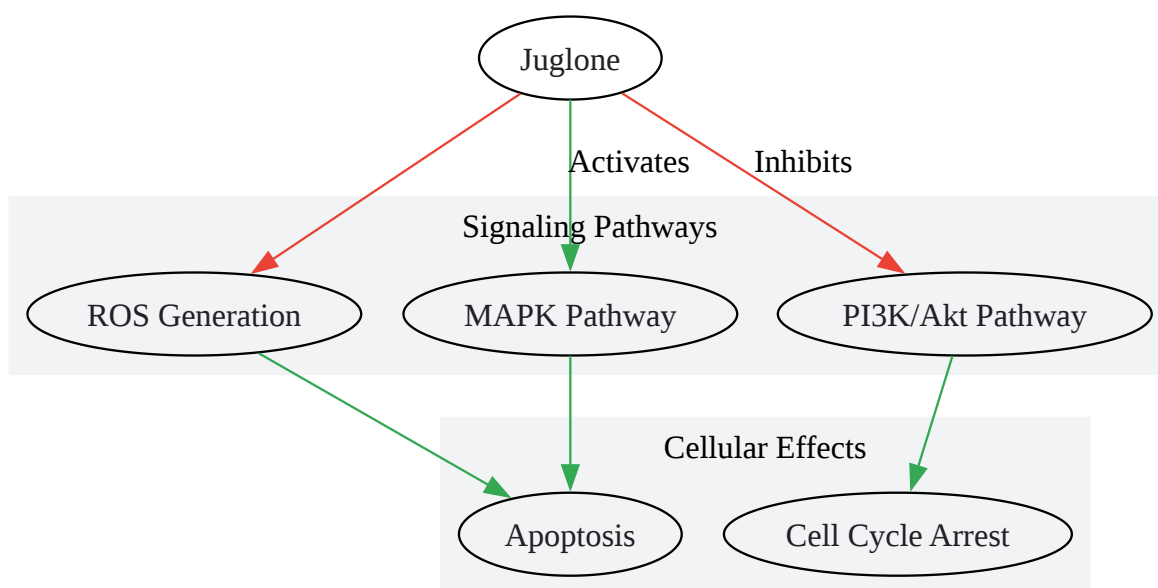 Juglone
Activates
Inhibits
Signaling Pathways
ROS Generation
MAPK Pathway
PI3K/Akt Pathway
Cellular Effects
Apoptosis
Cell Cycle Arrest